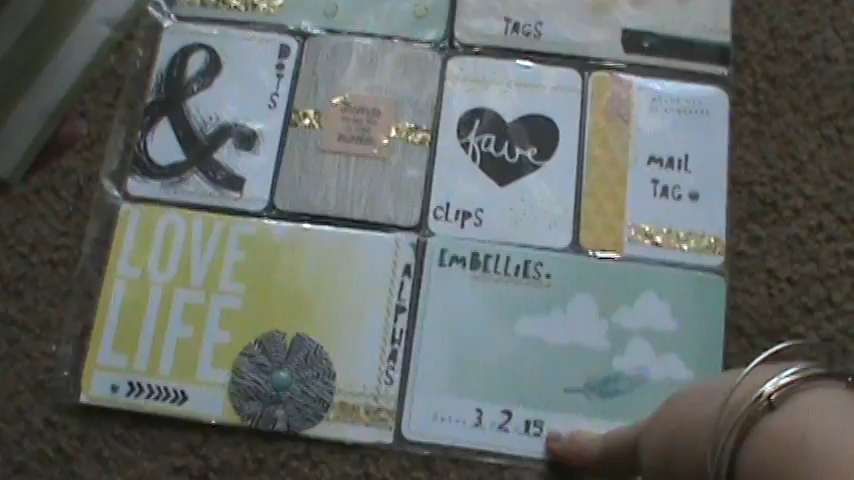 TAGS
&
DOTS
fave
clips
MAIL
TAG
LOVE
LIFE
ALPHAS
EMBELLIES.
3.2.15